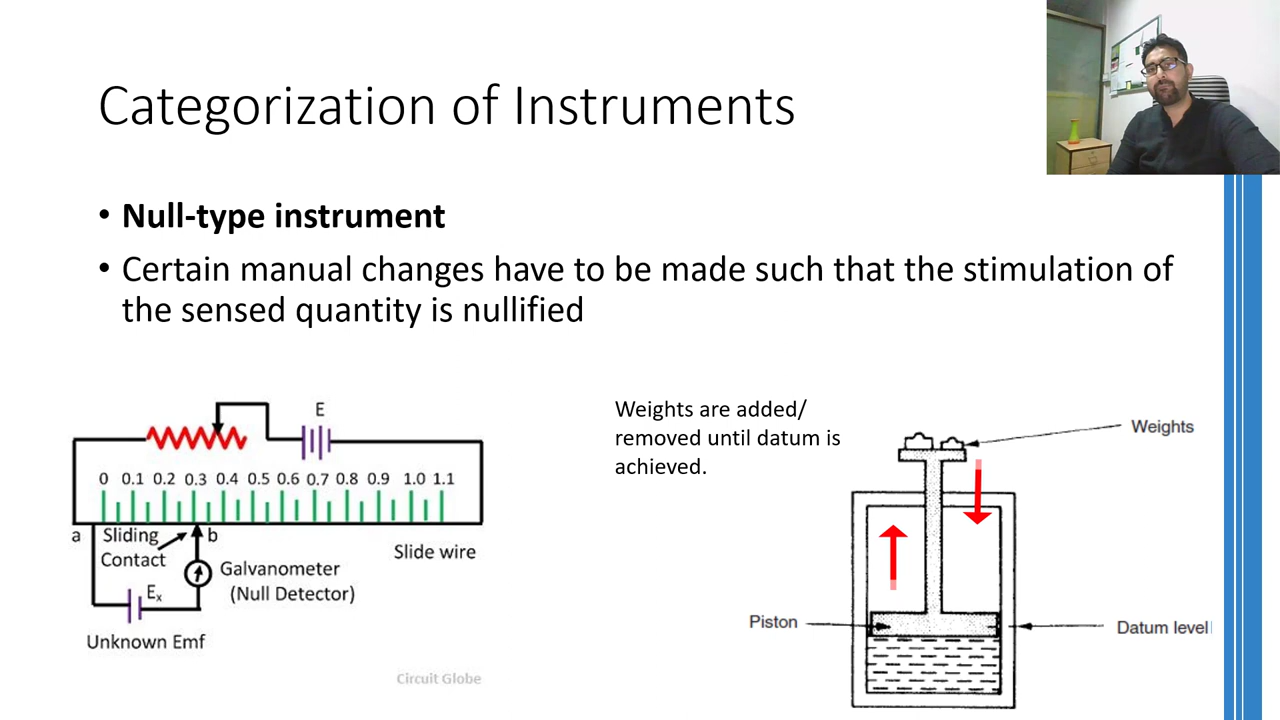 Categorization of Instruments
• Null-type instrument
• Certain manual changes have to be made such that the stimulation of
the sensed quantity is nullified
E
0 0.1 0.2 0.3 0.4 0.5 0.6 0.7 0.8 0.9 1.0 1.1
a Sliding b
Contact
Slide wire
Galvanometer
(Null Detector)
Ex
Unknown Emf
Circuit Globe
Weights are added/
removed until datum is
achieved.
Weights
Piston
Datum level